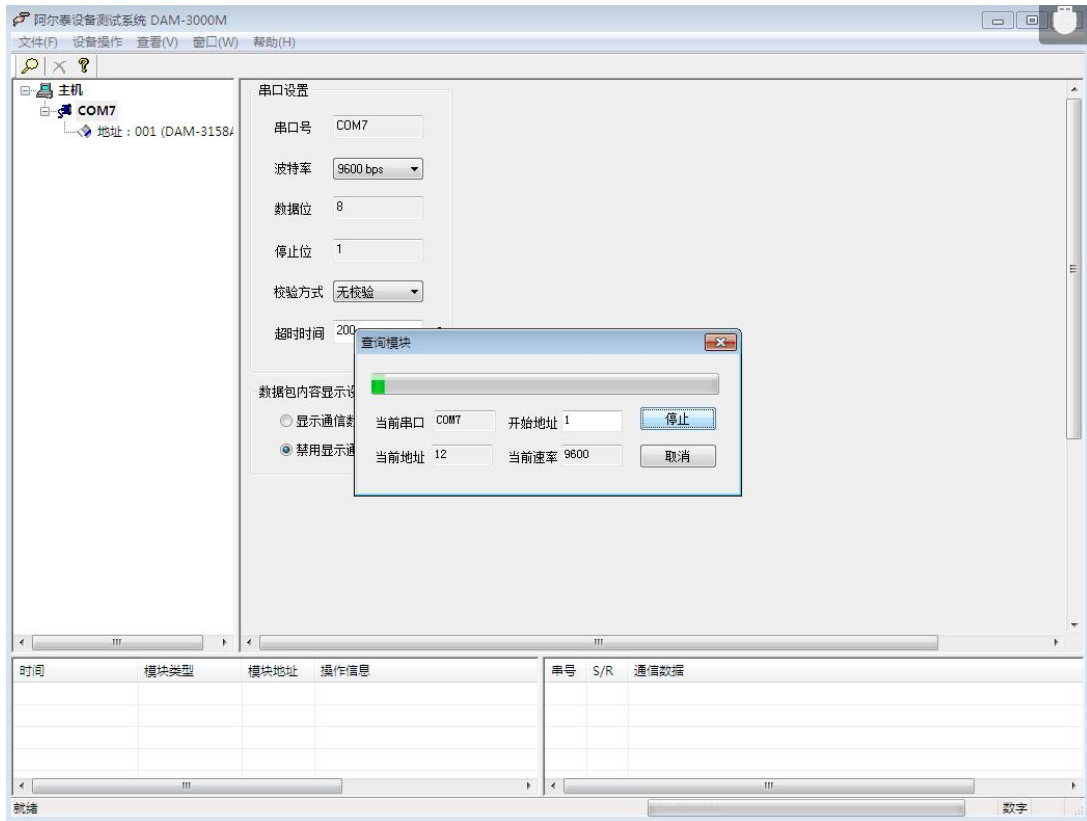 阿尔泰设备测试系统 DAM-3000M
文件(F) 设备操作 查看(V) 窗口(W) 帮助(H)
主机
COM7
地址：001 (DAM-3158A
串口设置
串口号 COM7
波特率 9600 bps
数据位 8
停止位 1
校验方式 无校验
超时时间 200
数据包内容显示设
显示通信数
禁用显示通
查询模块
当前串口 COM7 开始地址 1 停止
当前地址 12 当前速率 9600 取消
时间 模块类型 模块地址 操作信息
串号 S/R 通信数据
就绪 数字